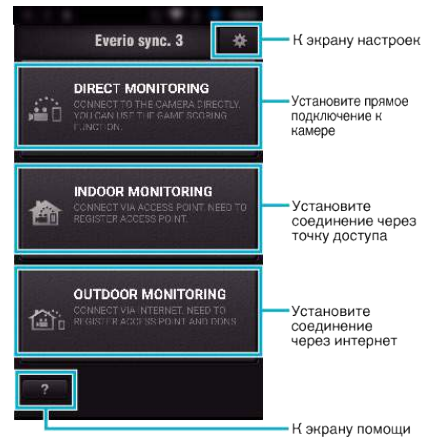 Everio sync. 3
К экрану настроек
DIRECT MONITORING
CONNECT TO THE CAMERA DIRECTLY.
YOU CAN USE THE GAME SCORING
FUNCTION.
Установите прямое
подключение к
камере
INDOOR MONITORING
CONNECT VIA ACCESS POINT. NEED TO
REGISTER ACCESS POINT.
Установите
соединение через
точку доступа
OUTDOOR MONITORING
CONNECT VIA INTERNET. NEED TO
REGISTER ACCESS POINT AND DDNS.
Установите
соединение
через интернет
?
К экрану помощи